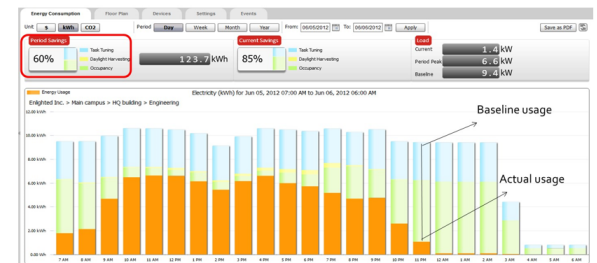 Energy Consumption Floor Plan Devices Settings Events
Unit $ kWh CO2 Period Day Week Month Year From: 06/05/2012 To: 06/06/2012 Apply Save as PDF
Period Savings
60%
Task Tuning
Daylight Harvesting
Occupancy
123.7 kWh
Current Savings
85%
Task Tuning
Daylight Harvesting
Occupancy
Load
Current 1.4 kW
Period Peak 6.6 kW
Baseline 9.4 kW
Energy Usage
Electricity (kWh) for Jun 05, 2012 07:00 AM to Jun 06, 2012 06:00 AM
Enlighted Inc. > Main campus > HQ building > Engineering
Baseline usage
Actual usage
12.00 kWh
10.00 kWh
8.00 kWh
6.00 kWh
4.00 kWh
2.00 kWh
0.00 kWh
7 AM 8 AM 9 AM 10 AM 11 AM 12 PM 1 PM 2 PM 3 PM 4 PM 5 PM 6 PM 7 PM 8 PM 9 PM 10 PM 11 PM 12 AM 1 AM 2 AM 3 AM 4 AM 5 AM 6 AM